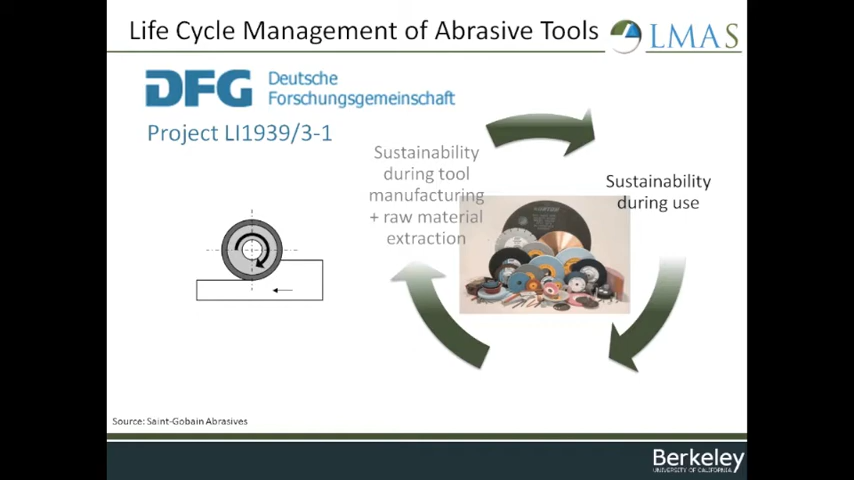 Life Cycle Management of Abrasive Tools
LMAS
DFG
Deutsche
Forschungsgemeinschaft
Project LI1939/3-1
Sustainability
during tool
manufacturing
+ raw material
extraction
Sustainability
during use
Source: Saint-Gobain Abrasives
Berkeley
UNIVERSITY OF CALIFORNIA